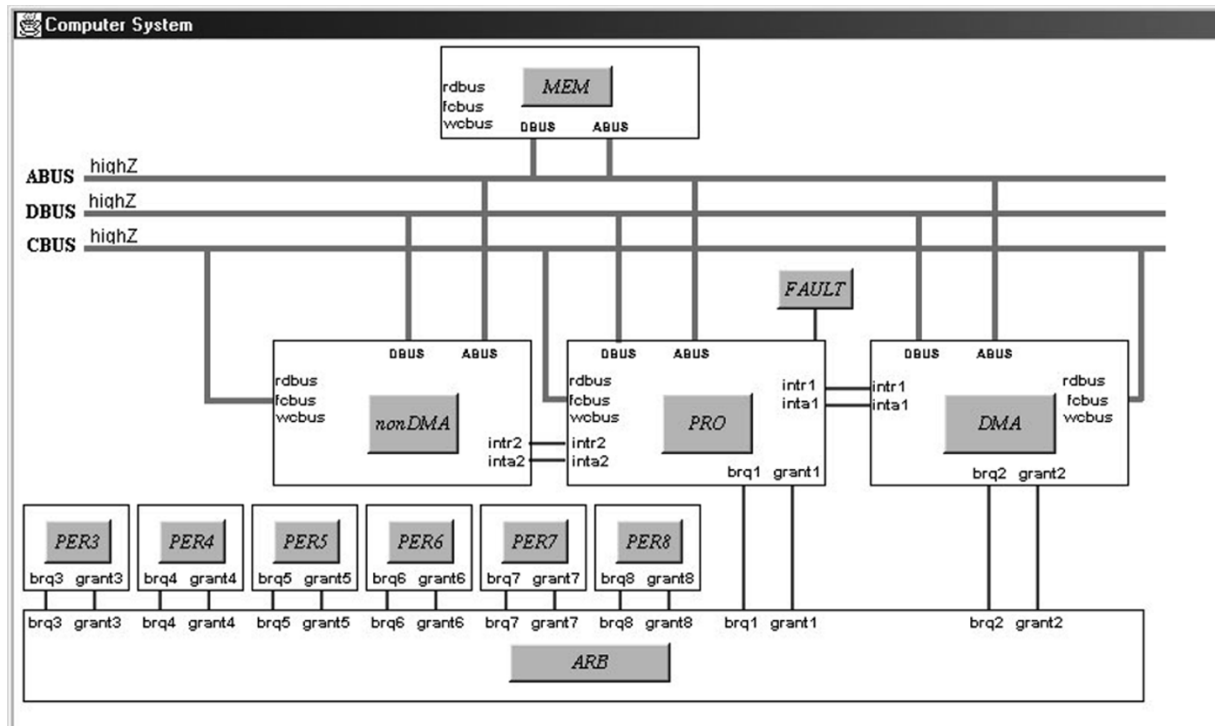 Computer System
MEM
rdbus
fcbus
wcbus
DBUS ABUS
ABUS highZ
DBUS highZ
CBUS highZ
FAULT
DBUS ABUS
rdbus
fcbus
wcbus
nonDMA
intr2
inta2
DBUS ABUS
rdbus
fcbus
wcbus
PRO
intr1
inta1
intr2
inta2
brq1 grant1
DBUS ABUS
intr1
inta1
DMA
rdbus
fcbus
wcbus
brq2 grant2
PER3
brq3 grant3
PER4
brq4 grant4
PER5
brq5 grant5
PER6
brq6 grant6
PER7
brq7 grant7
PER8
brq8 grant8
brq3 grant3 brq4 grant4 brq5 grant5 brq6 grant6 brq7 grant7 brq8 grant8 brq1 grant1 brq2 grant2
ARB